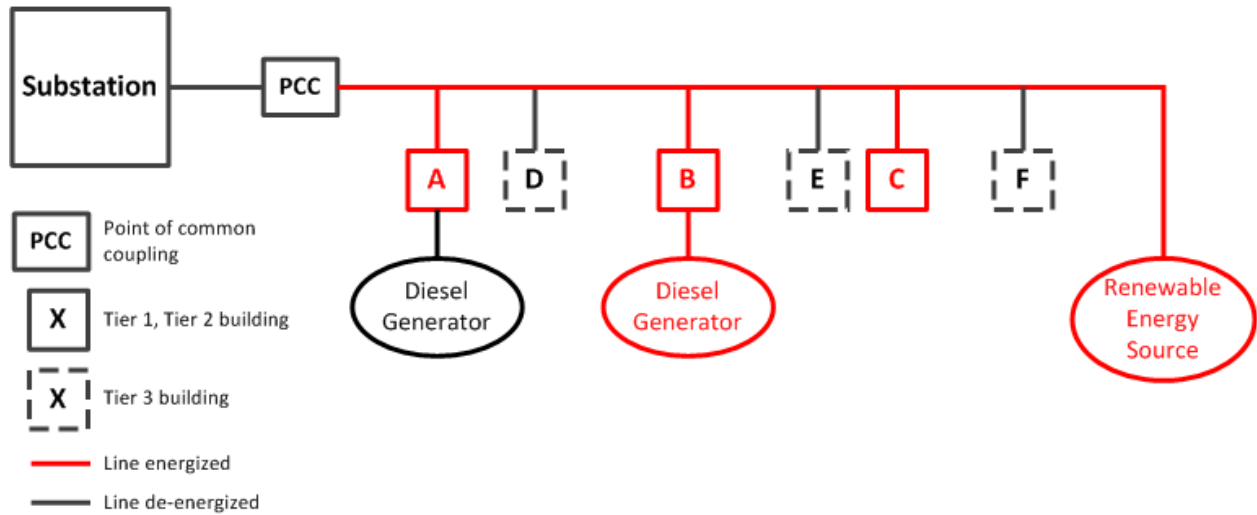 Substation
PCC
A
D
B
E
C
F
Diesel
Generator
Diesel
Generator
Renewable
Energy
Source
PCC
Point of common
coupling
X
Tier 1, Tier 2 building
X
Tier 3 building
Line energized
Line de-energized